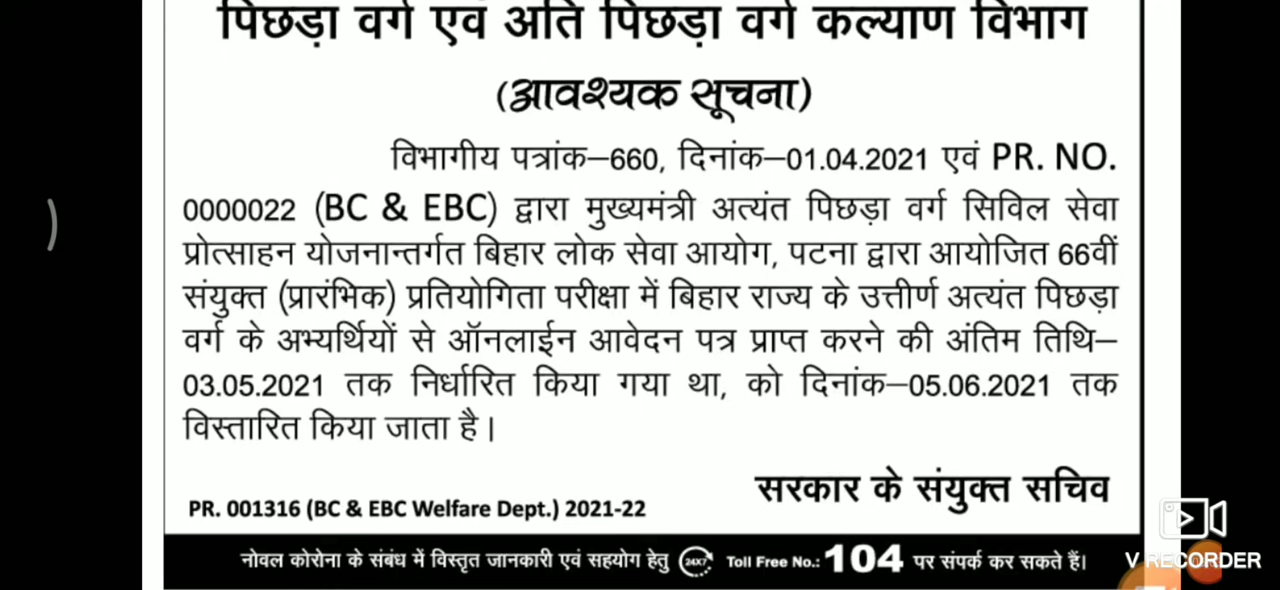 पिछड़ा वर्ग एवं अति पिछड़ा वर्ग कल्याण विभाग
(आवश्यक सूचना)
विभागीय पत्रांक–660, दिनांक–01.04.2021 एवं PR. NO.
0000022 (BC & EBC) द्वारा मुख्यमंत्री अत्यंत पिछड़ा वर्ग सिविल सेवा
प्रोत्साहन योजनान्तर्गत बिहार लोक सेवा आयोग, पटना द्वारा आयोजित 66वीं
संयुक्त (प्रारंभिक) प्रतियोगिता परीक्षा में बिहार राज्य के उत्तीर्ण अत्यंत पिछड़ा
वर्ग के अभ्यर्थियों से ऑनलाईन आवेदन पत्र प्राप्त करने की अंतिम तिथि–
03.05.2021 तक निर्धारित किया गया था, को दिनांक–05.06.2021 तक
विस्तारित किया जाता है।
सरकार के संयुक्त सचिव
PR. 001316 (BC & EBC Welfare Dept.) 2021-22
नोवल कोरोना के संबंध में विस्तृत जानकारी एवं सहयोग हेतु 24X7 Toll Free No.: 104 पर संपर्क कर सकते हैं।
V RECORDER